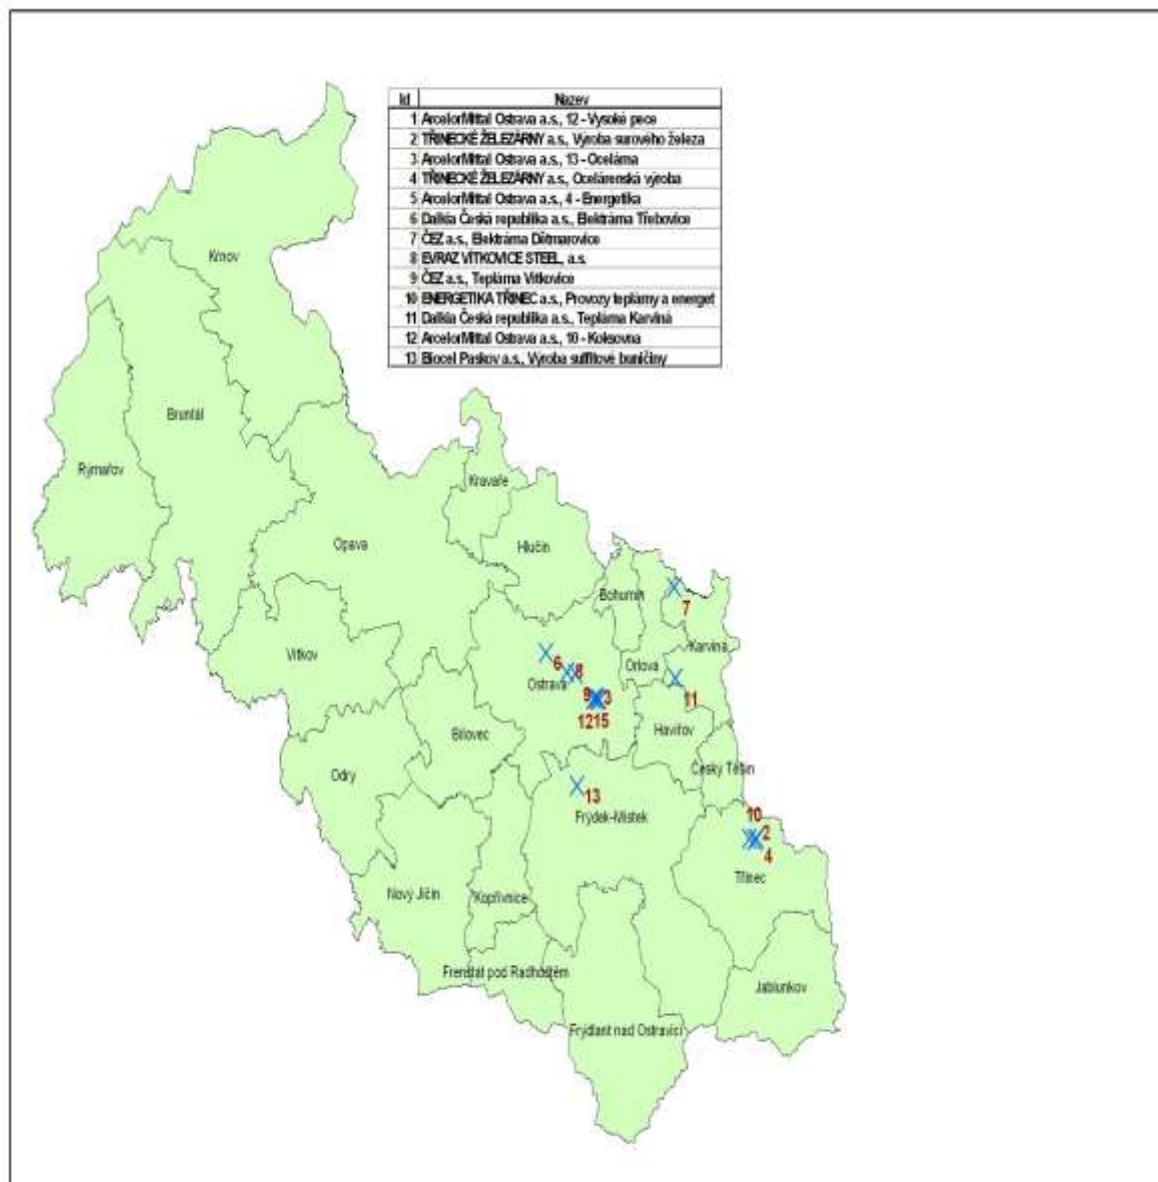 Id Nazev
1 ArcelorMittal Ostrava a.s., 12 - Vysoké pece
2 TŘINECKÉ ŽELEZÁRNY a.s., Výroba surového železa
3 ArcelorMittal Ostrava a.s., 13 - Ocelárna
4 TŘINECKÉ ŽELEZÁRNY a.s., Ocelárenská výroba
5 ArcelorMittal Ostrava a.s., 4 - Energetika
6 Dalkia Česká republika a.s., Elektrárna Třebovice
7 ČEZ a.s., Elektrárna Dětmarovice
8 EVRAZ VÍTKOVICE STEEL, a.s.
9 ČEZ a.s., Teplárna Vítkovice
10 ENERGETIKA TŘINEC a.s., Provozy teplárny a energet
11 Dalkia Česká republika a.s., Teplárna Karviná
12 ArcelorMittal Ostrava a.s., 10 - Koksovna
13 Biocel Paskov a.s., Výroba sulfitové buničiny
Krnov
Bruntál
Rýmařov
Kravaře
Opava
Hlučín
Bohumín
7
Karviná
Vítkov
6
Orlová
8
Ostrava
9 3
11
1215
Havířov
Bílovec
Český Těšín
Odry
13
10
Frýdek-Místek
2
4
Třinec
Nový Jičín
Kopřivnice
Frenštát pod Radhoštěm
Jablunkov
Frýdlant nad Ostravicí